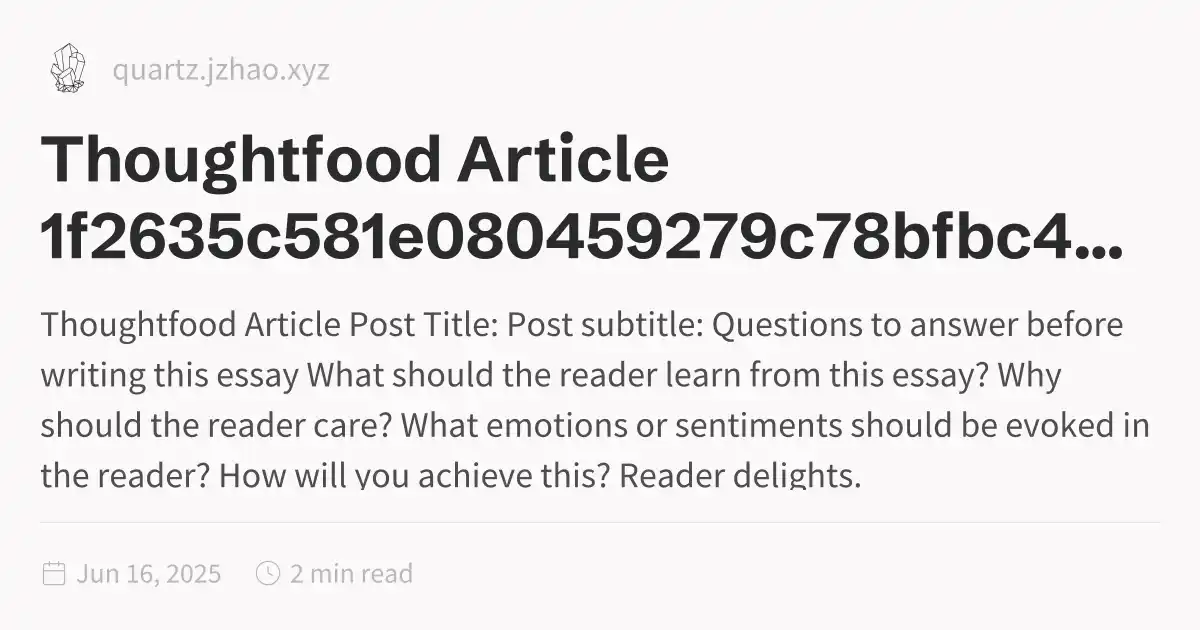 quartz.jzhao.xyz
Thoughtfood Article
1f2635c581e080459279c78bfbc4...
Thoughtfood Article Post Title: Post subtitle: Questions to answer before
writing this essay What should the reader learn from this essay? Why
should the reader care? What emotions or sentiments should be evoked in
the reader? How will you achieve this? Reader delights.
Jun 16, 2025 2 min read